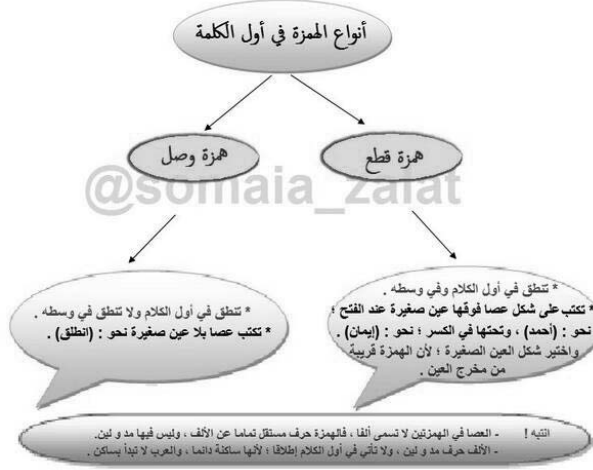 أنواع الهمزة في أول الكلمة
همزة قطع
همزة وصل
@somaia_zalat
* تنطق في أول الكلام وفي وسطه .
* تكتب على شكل عصا فوقها عين صغيرة عند الفتح ؛
نحو : (أحمد) ، وتحتها في الكسر ؛ نحو : (إيمان) .
واختير شكل العين الصغيرة ؛ لأن الهمزة قريبة
من مخرج العين .
* تنطق في أول الكلام ولا تنطق في وسطه .
* تكتب عصا بلا عين صغيرة نحو : (انطلق) .
انتبه ! - العصا في الهمزتين لا تسمى ألفا ، فالهمزة حرف مستقل تماما عن الألف ، وليس فيها مد و لين.
- الألف حرف مد و لين ، ولا تأتي في أول الكلام إطلاقا ؛ لأنها ساكنة دائما ، والعرب لا تبدأ بساكن .